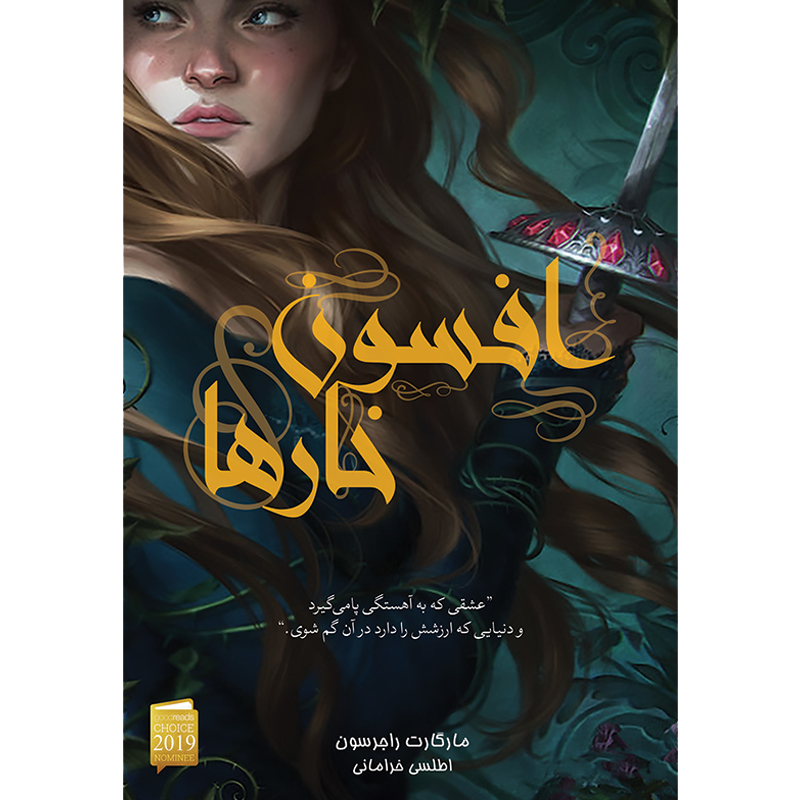 افسون
خارها
"عشقی که به آهستگی پا می‌گیرد
و دنیایی که ارزشش را دارد در آن گم شوی."
goodreads
CHOICE
2019
NOMINEE
مارگارت راجرسون
اطلسی خرامانی